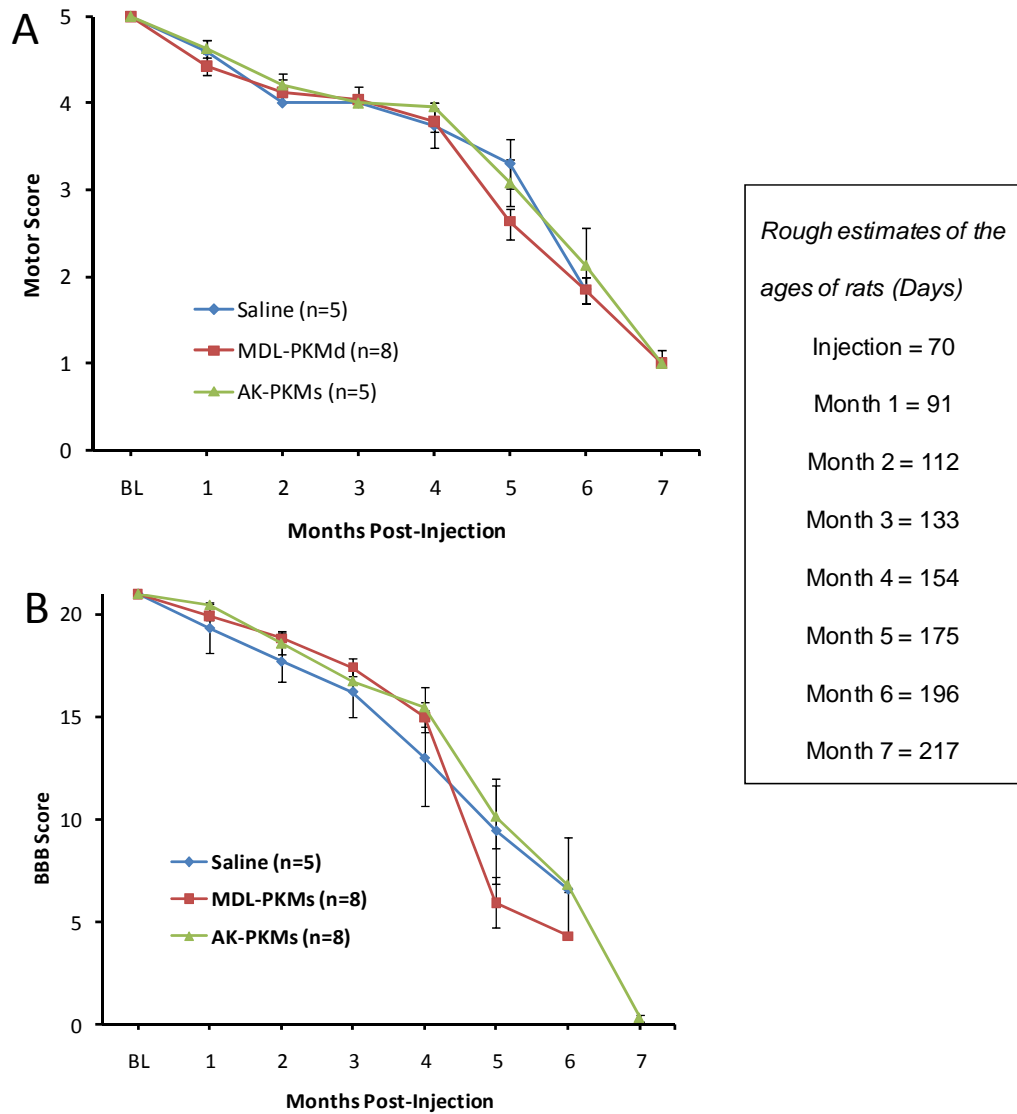 A
5
4
3
2
1
0
Motor Score
Saline (n=5)
MDL-PKMd (n=8)
AK-PKMs (n=5)
BL 1 2 3 4 5 6 7
Months Post-Injection
B
20
15
10
5
0
BBB Score
Saline (n=5)
MDL-PKMs (n=8)
AK-PKMs (n=8)
BL 1 2 3 4 5 6 7
Months Post-Injection
Rough estimates of the
ages of rats (Days)
Injection = 70
Month 1 = 91
Month 2 = 112
Month 3 = 133
Month 4 = 154
Month 5 = 175
Month 6 = 196
Month 7 = 217